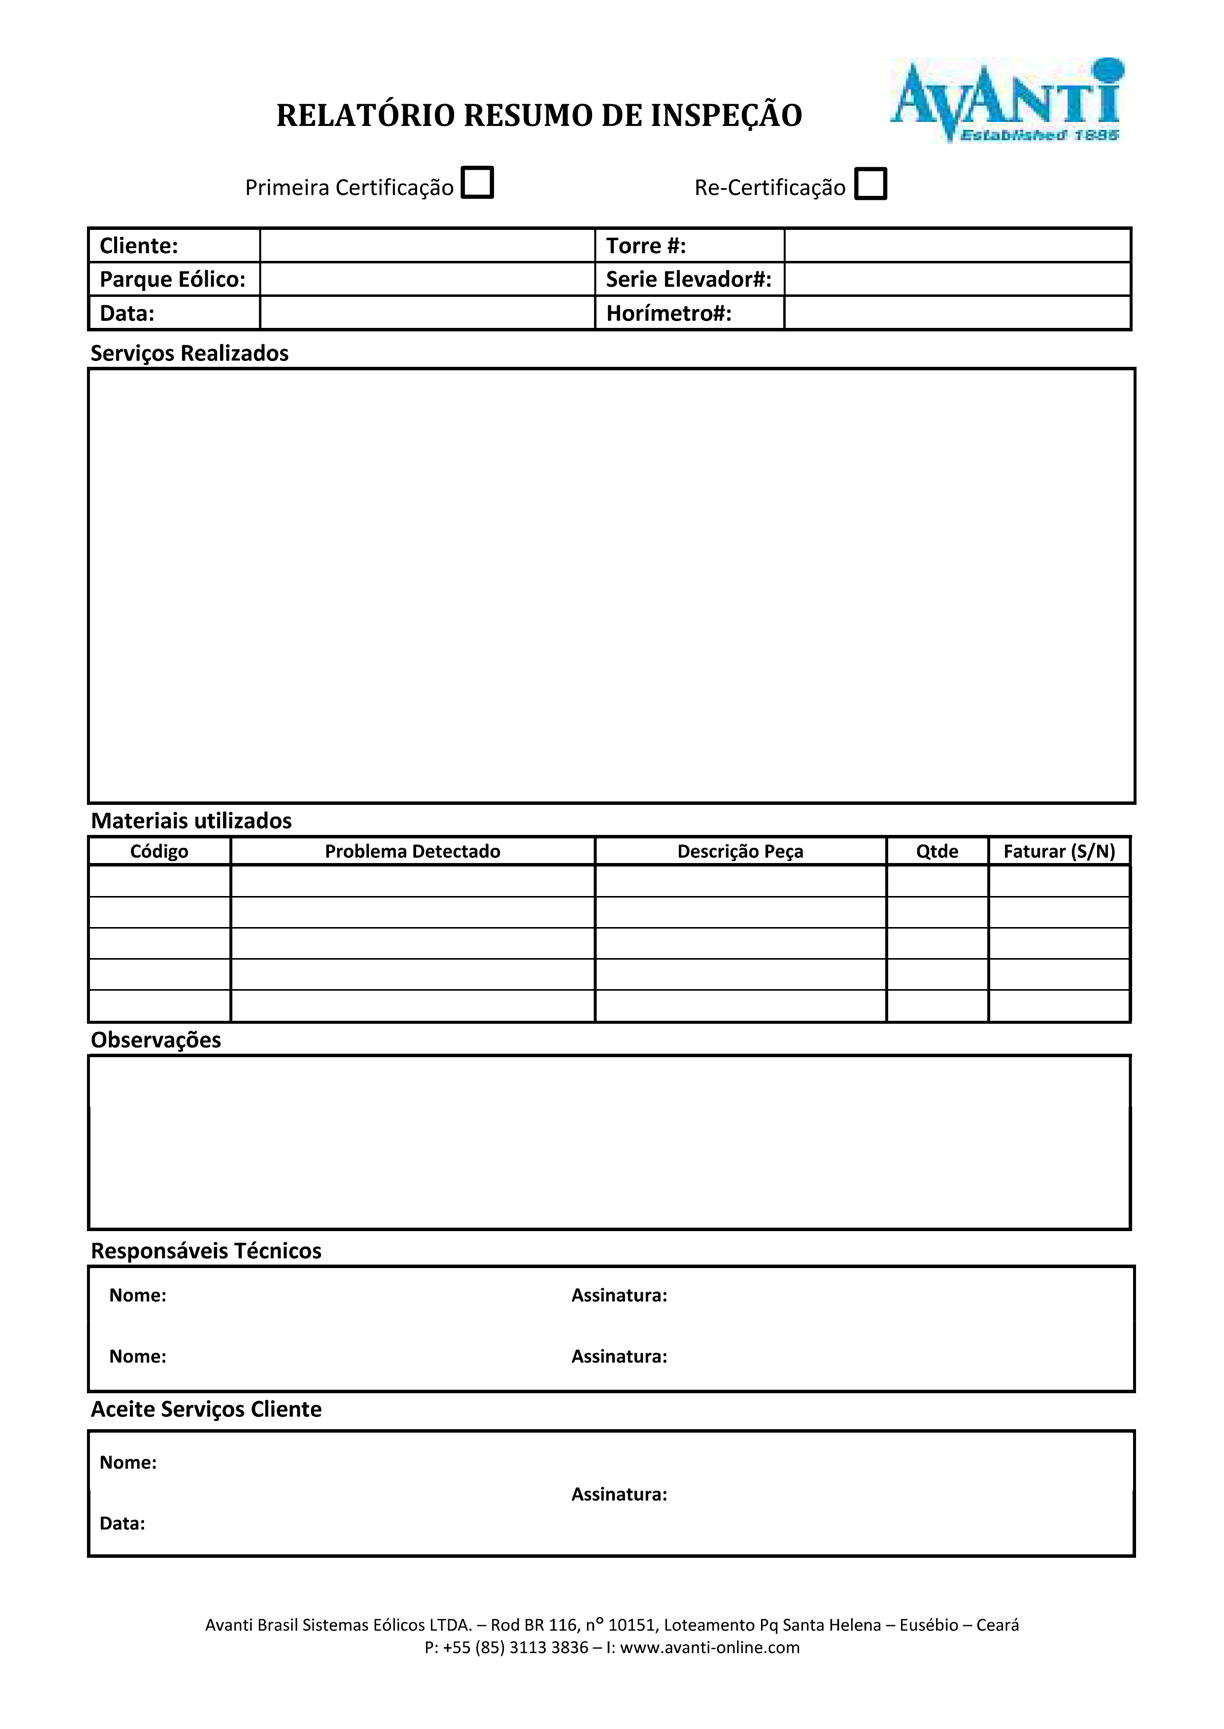 AVANTI
Established 1885
RELATÓRIO RESUMO DE INSPEÇÃO
Primeira Certificação
Re-Certificação
Cliente: Torre #:
Parque Eólico: Serie Elevador#:
Data: Horímetro#:
Serviços Realizados
Materiais utilizados
Código Problema Detectado Descrição Peça Qtde Faturar (S/N)
Observações
Responsáveis Técnicos
Nome: Assinatura:
Nome: Assinatura:
Aceite Serviços Cliente
Nome:
Assinatura:
Data:
Avanti Brasil Sistemas Eólicos LTDA. – Rod BR 116, n° 10151, Loteamento Pq Santa Helena – Eusébio – Ceará
P: +55 (85) 3113 3836 – I: www.avanti-online.com